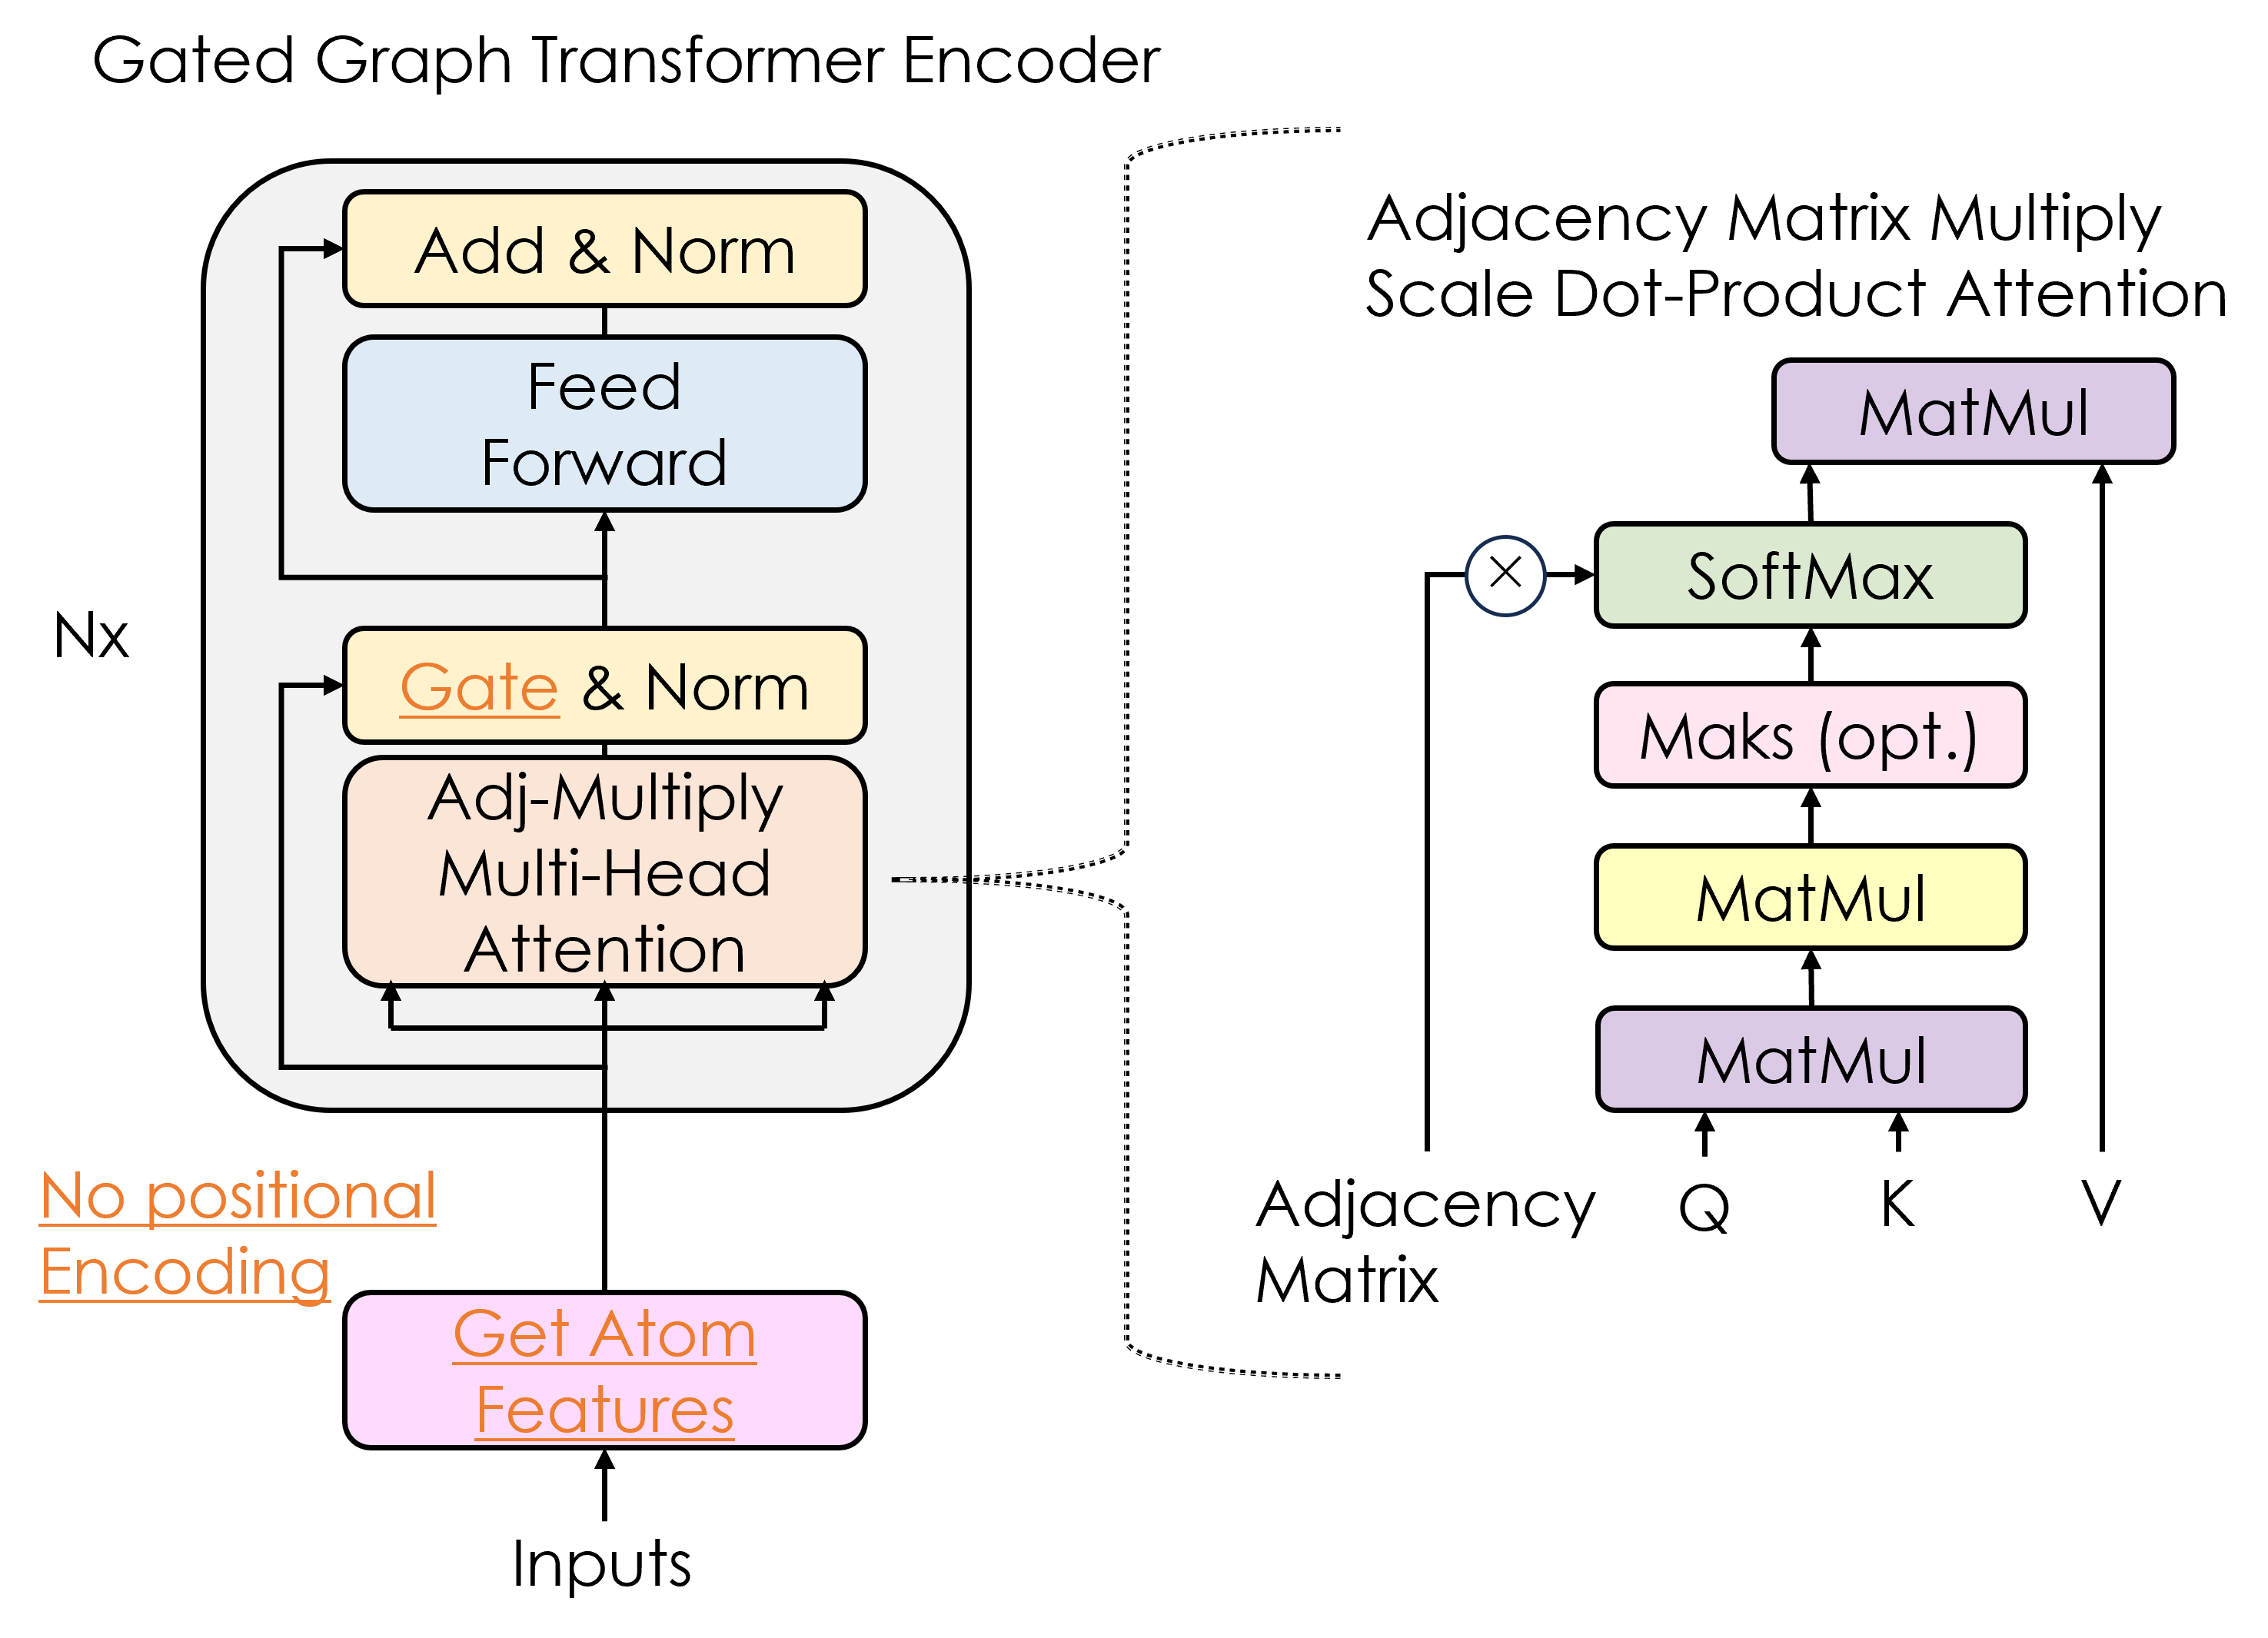 Gated Graph Transformer Encoder
Add & Norm
Feed
Forward
Nx
Gate & Norm
Adj-Multiply
Multi-Head
Attention
No positional
Encoding
Get Atom
Features
Inputs
Adjacency Matrix Multiply
Scale Dot-Product Attention
MatMul
×
SoftMax
Maks (opt.)
MatMul
MatMul
Adjacency
Matrix
Q
K
V